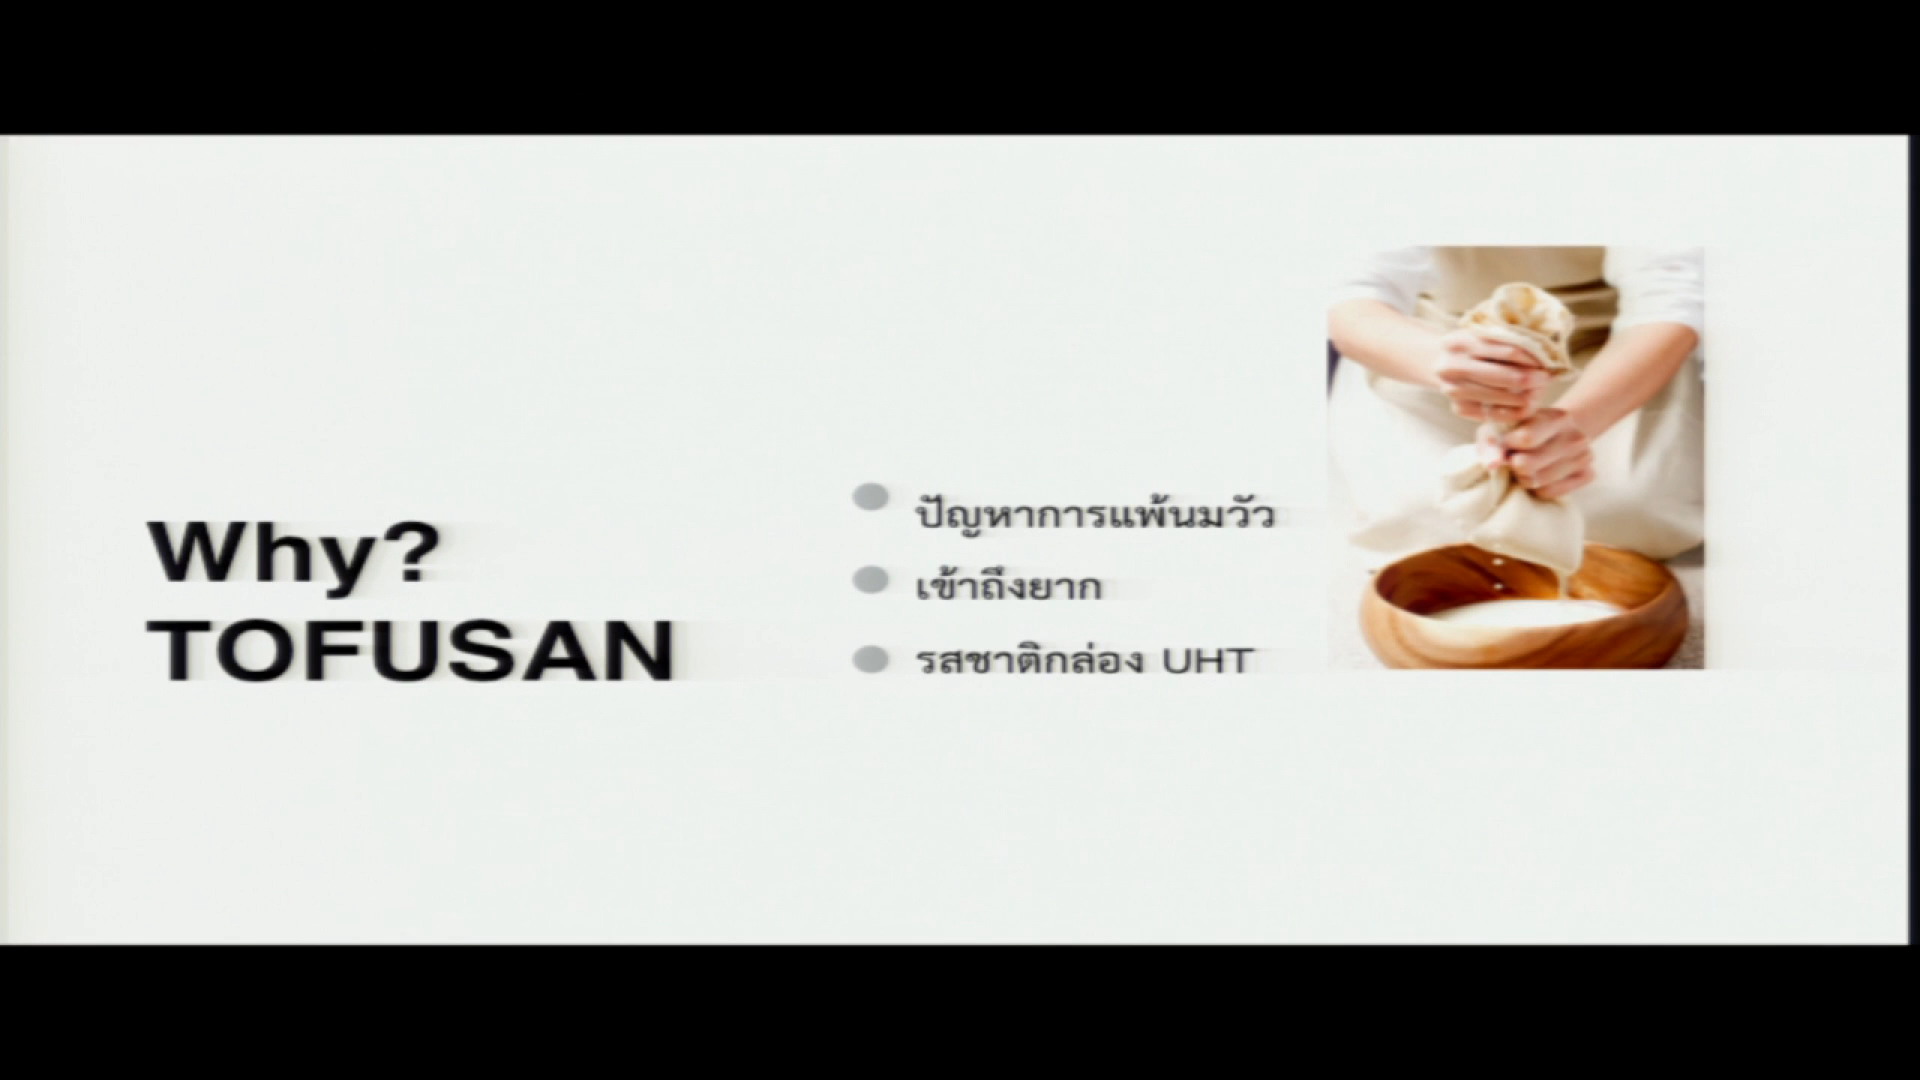 Why?
TOFUSAN
ปัญหาการแพ้นมวัว
เข้าถึงยาก
รสชาติกล่อง UHT